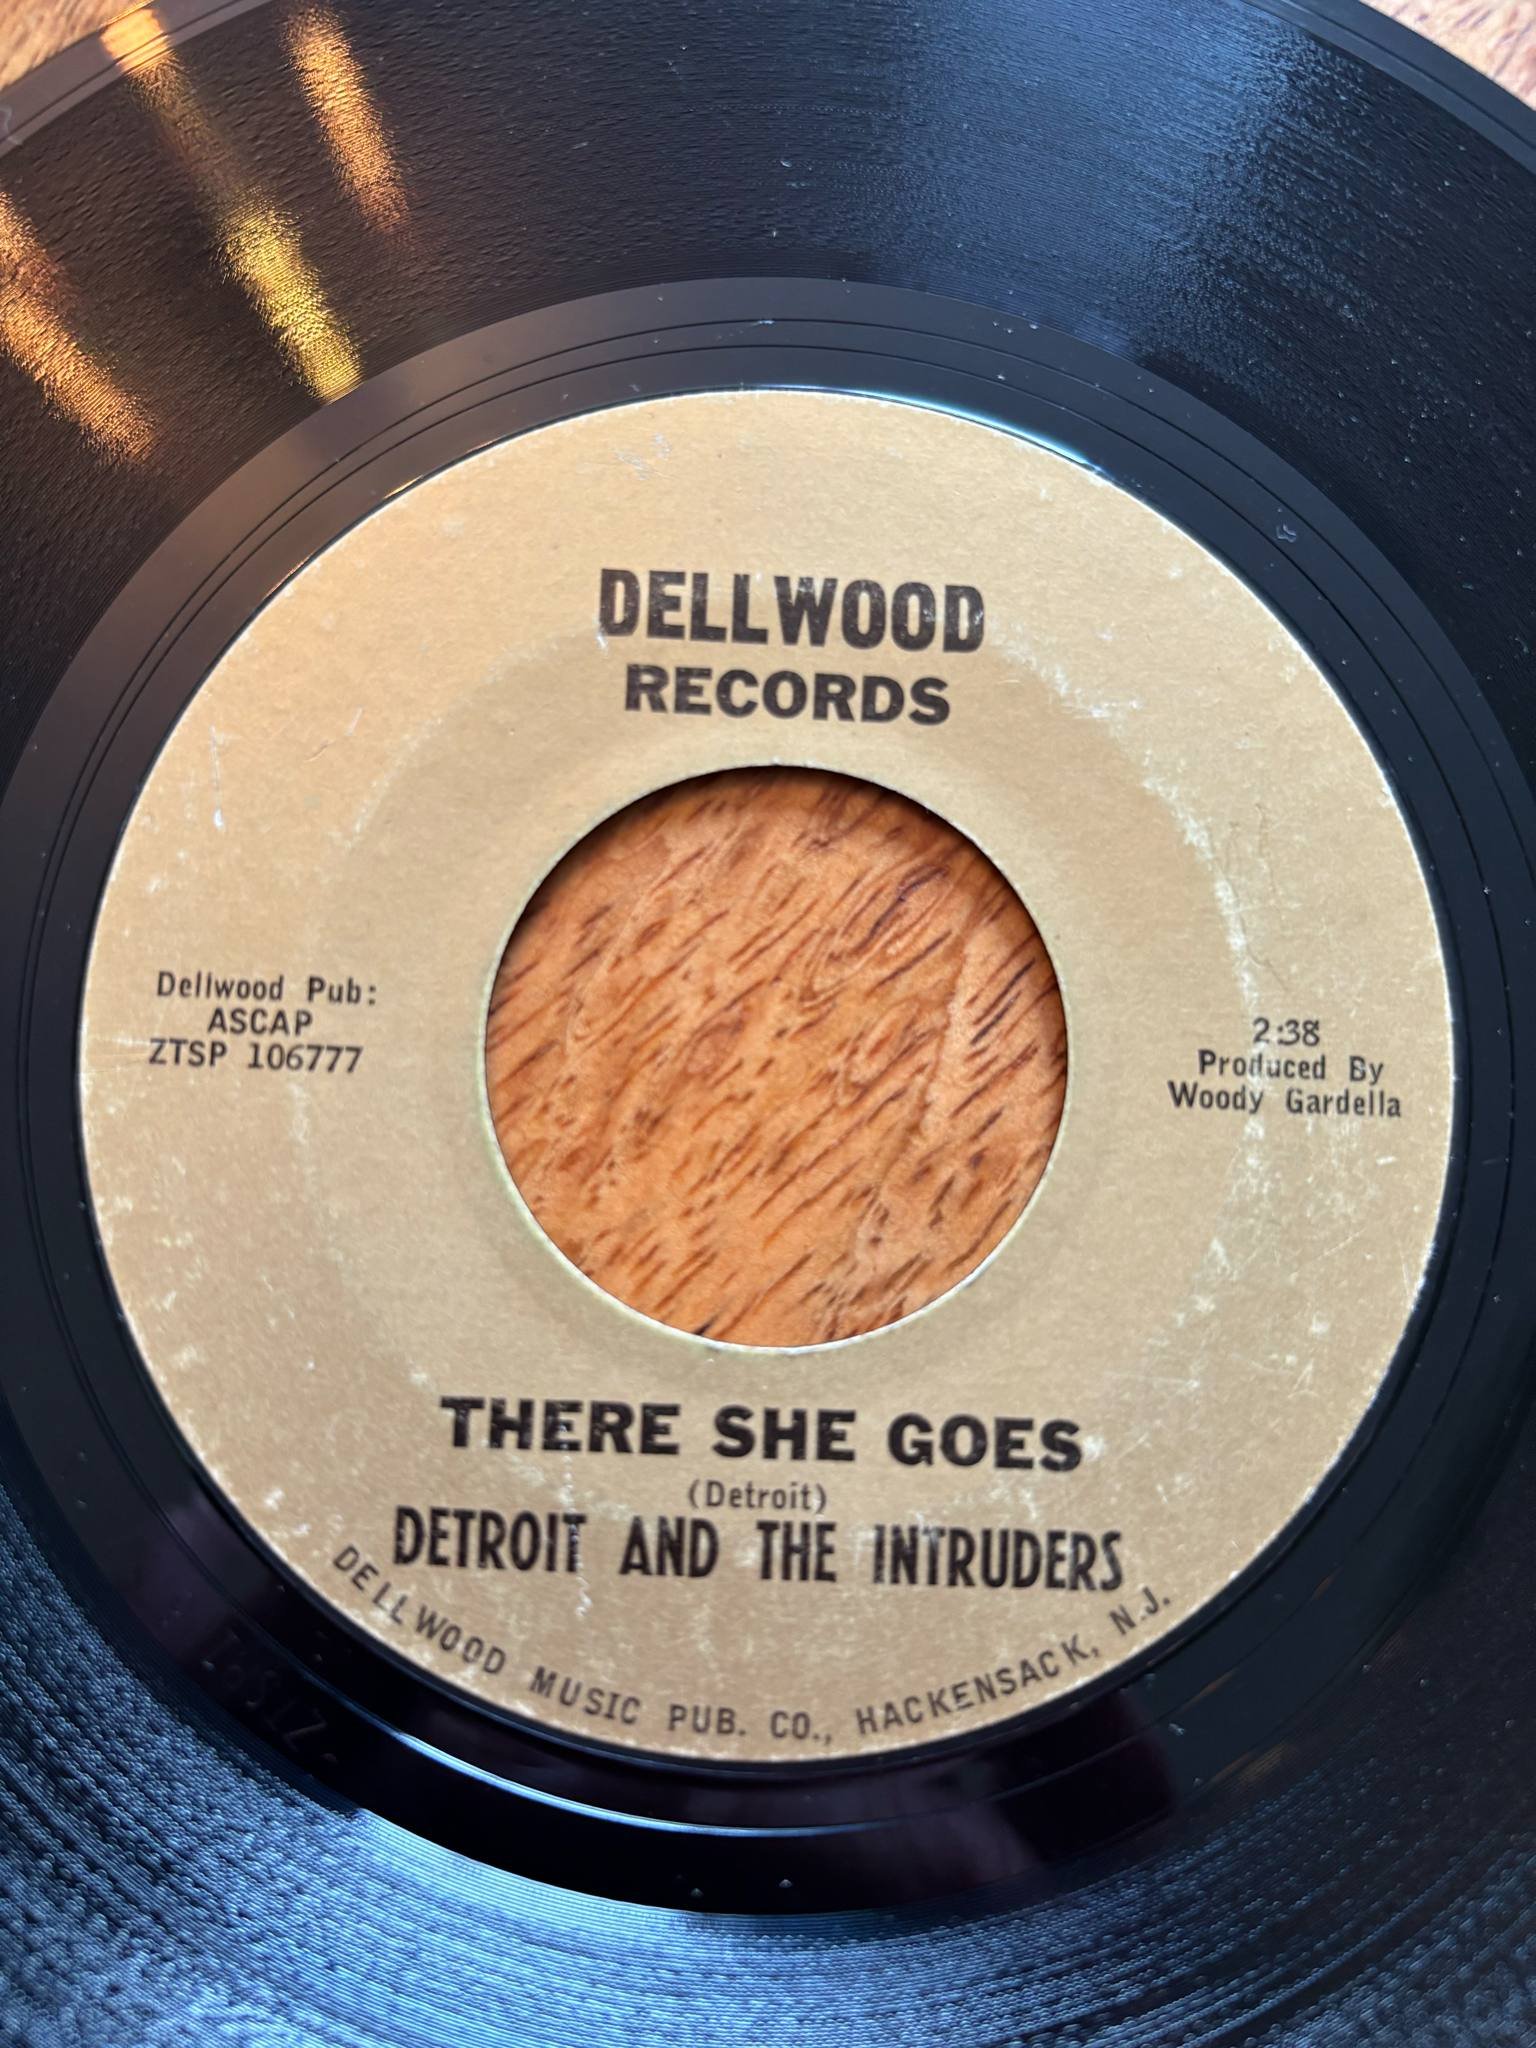 DELLWOOD
RECORDS
Dellwood Pub:
ASCAP
ZTSP 106777
2:38
Produced By
Woody Gardella
THERE SHE GOES
(Detroit)
DETROIT AND THE INTRUDERS
DELLWOOD MUSIC PUB. CO., HACKENSACK, N.J.